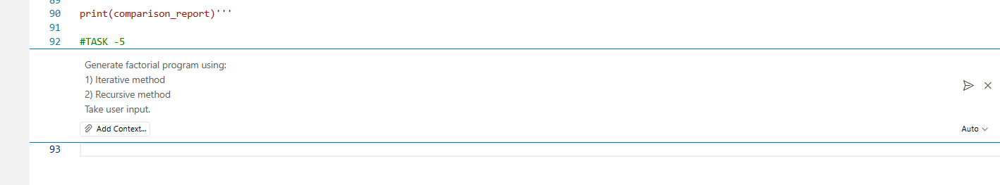 89
90 print(comparison_report)'''
91
92 #TASK -5
Generate factorial program using:
1) Iterative method
2) Recursive method
Take user input.
Add Context...
Auto
93